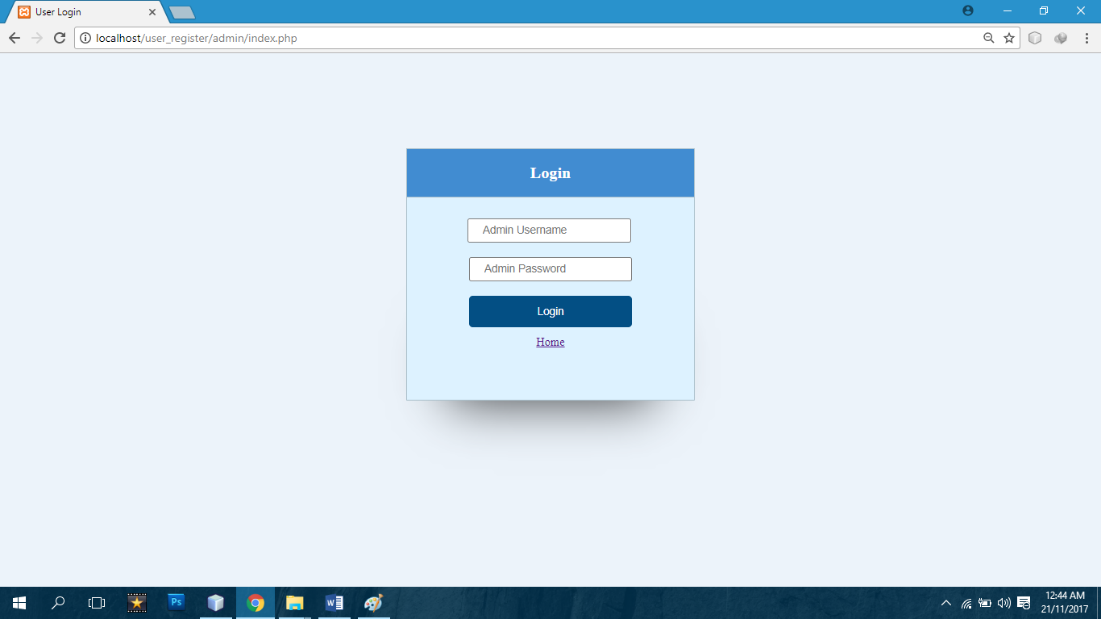 User Login
localhost/user_register/admin/index.php
Login
Admin Username
Admin Password
Login
Home
Ps
12:44 AM
21/11/2017